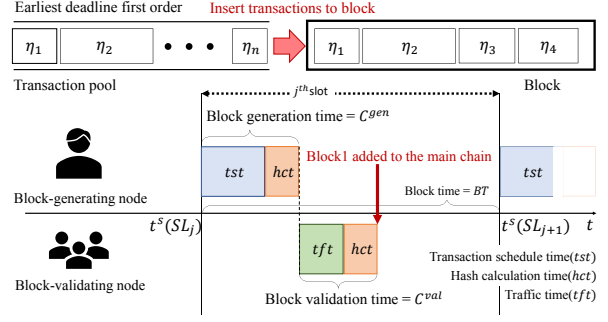 Earliest deadline first order
Insert transactions to block
η₁ η₂ • • • ηₙ
η₁ η₂ η₃ η₄
Transaction pool
Block
jᵗʰslot
Block generation time = Cᵍᵉⁿ
Block1 added to the main chain
tst hct
tst
Block-generating node
Block time = BT
tˢ(SLⱼ)
tˢ(SLⱼ₊₁)
t
tft hct
Block-validating node
Block validation time = Cᵛᵃˡ
Transaction schedule time(tst)
Hash calculation time(hct)
Traffic time(tft)